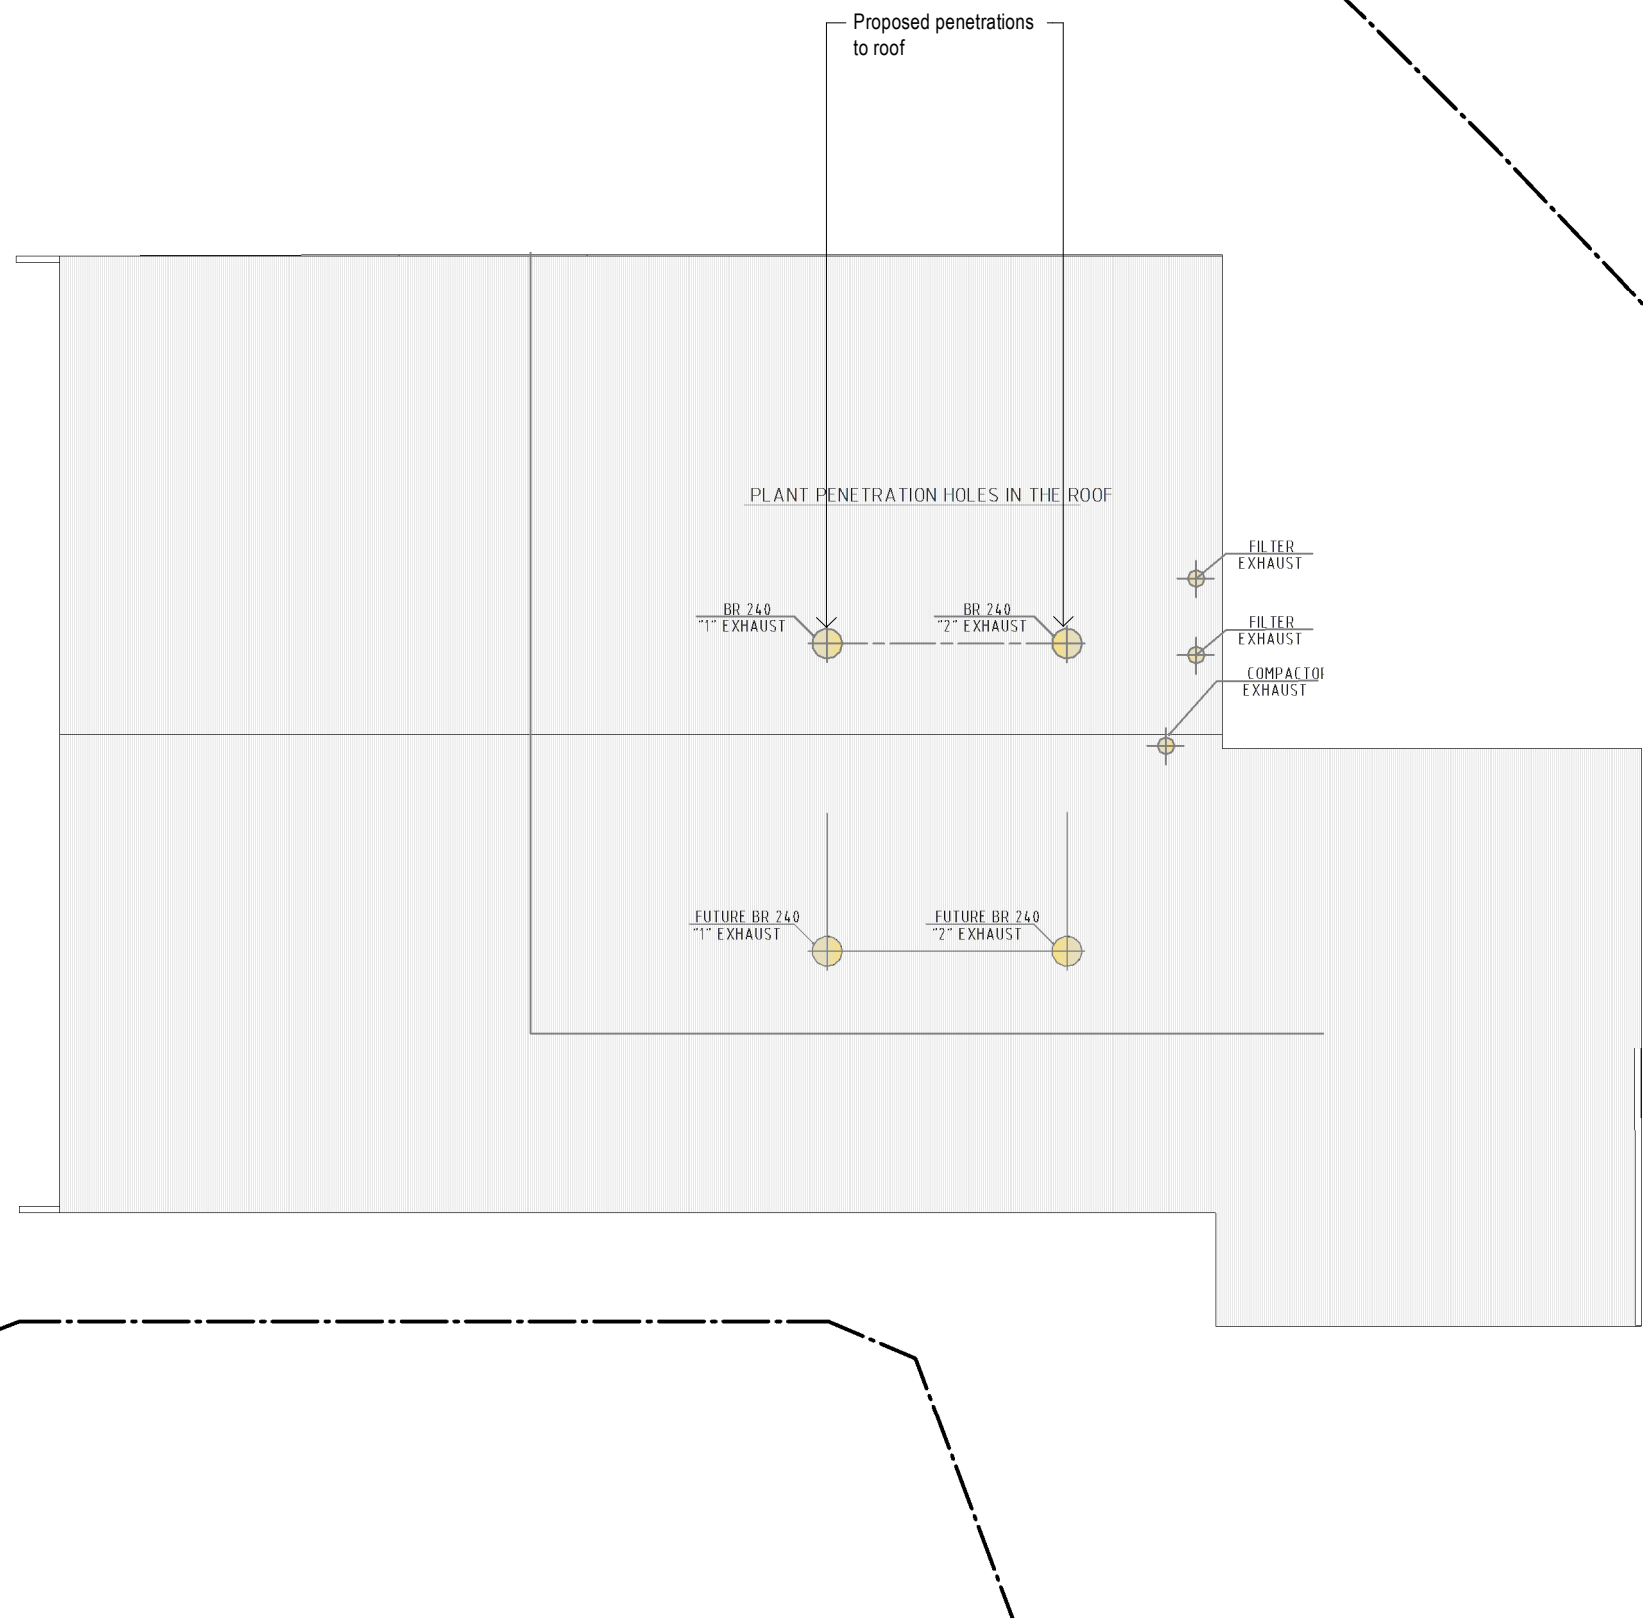 Proposed penetrations
to roof
PLANT PENETRATION HOLES IN THE ROOF
FILTER
EXHAUST
BR 240
"1" EXHAUST
BR 240
"2" EXHAUST
FILTER
EXHAUST
COMPACTOR
EXHAUST
FUTURE BR 240
"1" EXHAUST
FUTURE BR 240
"2" EXHAUST